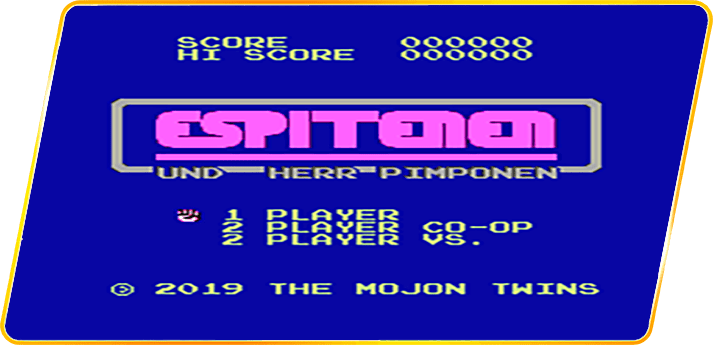 SCORE 000000
HI SCORE 000000
ESPITENEN
UND HERR PIMPONEN
1 PLAYER
2 PLAYER CO-OP
2 PLAYER VS.
© 2019 THE MOJON TWINS